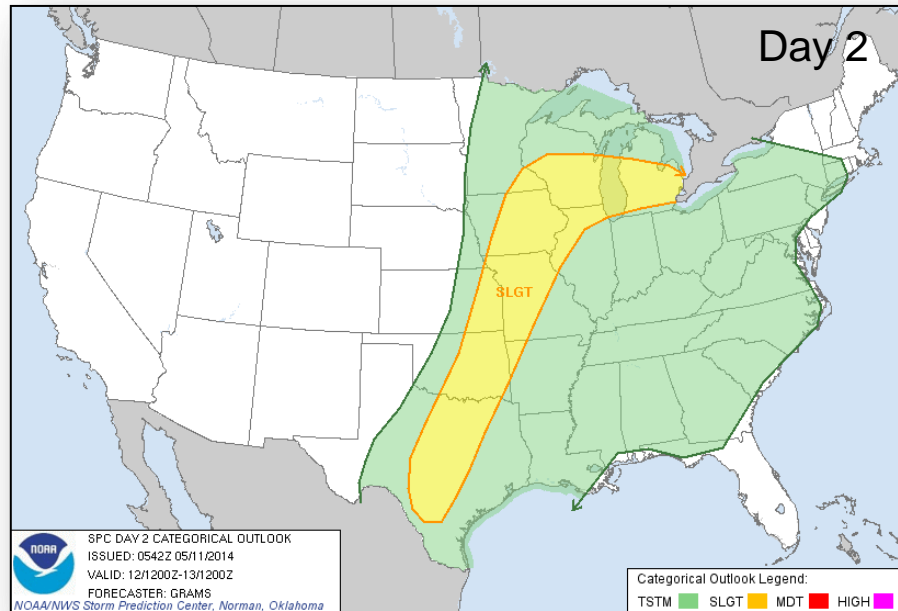 Day 2
SLGT
NOAA
SPC DAY 2 CATEGORICAL OUTLOOK
ISSUED: 0542Z 05/11/2014
VALID: 12/1200Z-13/1200Z
FORECASTER: GRAMS
NOAA/NWS Storm Prediction Center, Norman, Oklahoma
Categorical Outlook Legend:
TSTM SLGT MDT HIGH